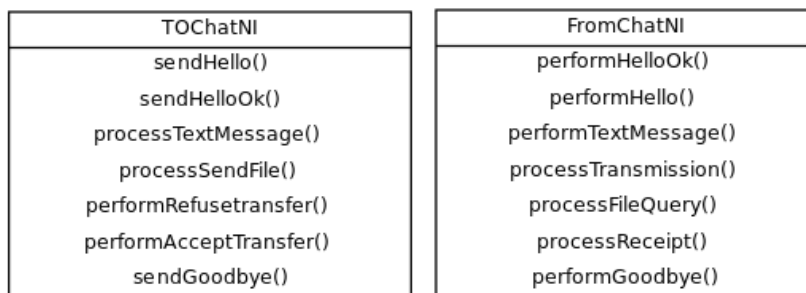 TOChatNI
sendHello()
sendHelloOk()
processTextMessage()
processSendFile()
performRefusetransfer()
performAcceptTransfer()
sendGoodbye()
FromChatNI
performHelloOk()
performHello()
performTextMessage()
processTransmission()
processFileQuery()
processReceipt()
performGoodbye()